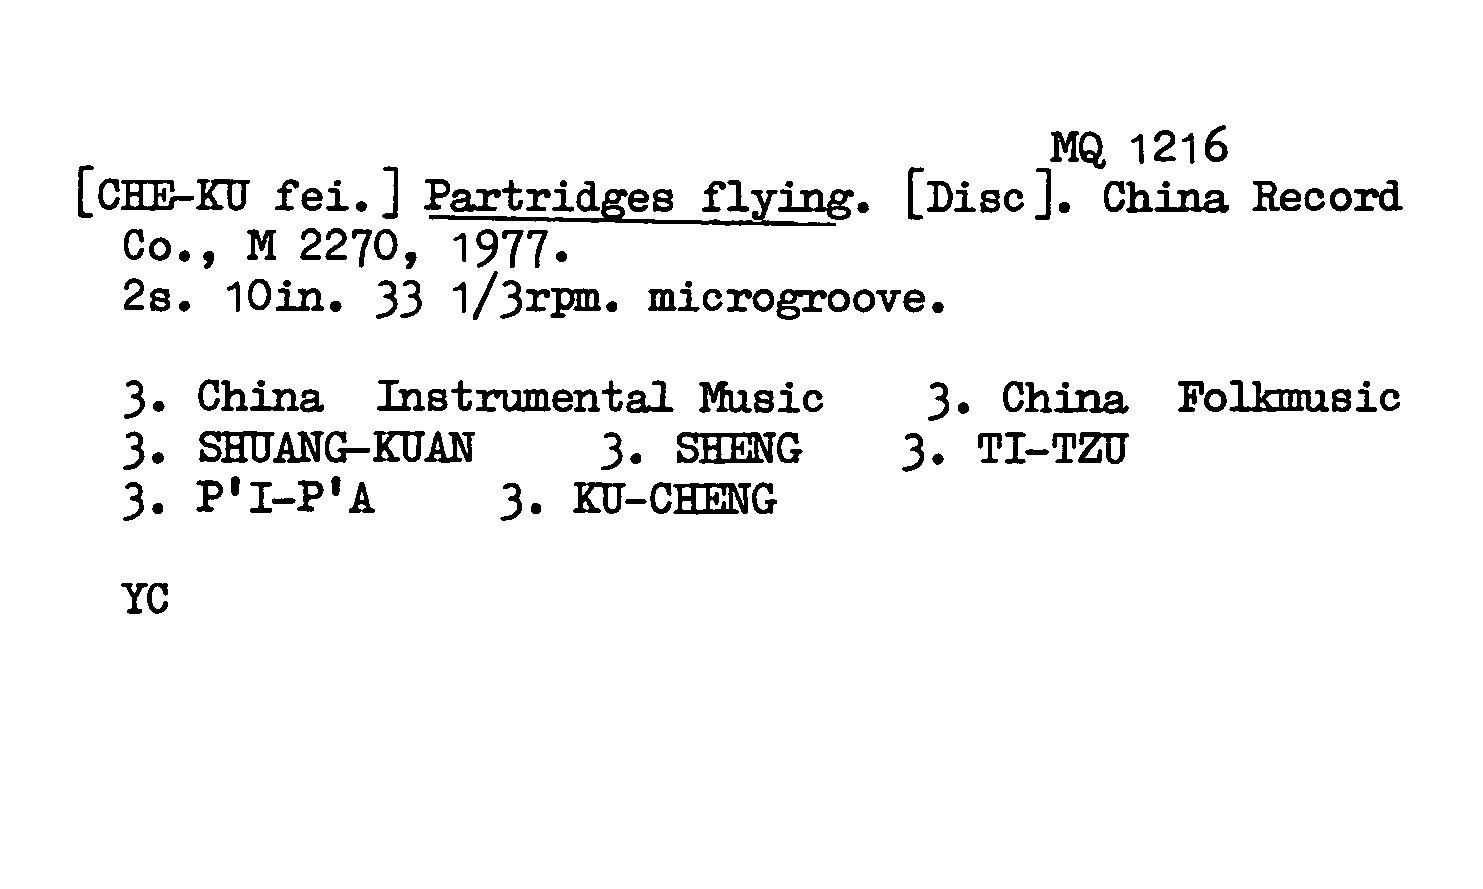 MQ 1216
[CHE-KU fei.] Partridges flying. [Disc]. China Record
Co., M 2270, 1977.
2s. 10in. 33 1/3rpm. microgroove.
3. China Instrumental Music 3. China Folkmusic
3. SHUANG-KUAN 3. SHENG 3. TI-TZU
3. P'I-P'A 3. KU-CHENG
YC